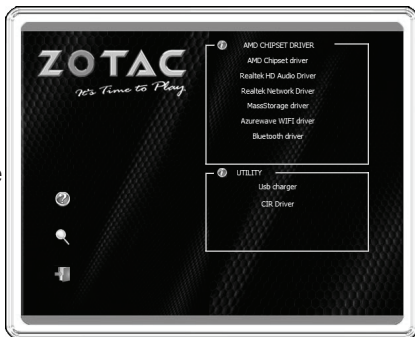 ZOTAC
It's Time to Play
AMD CHIPSET DRIVER
AMD Chipset driver
Realtek HD Audio Driver
Realtek Network Driver
MassStorage driver
Azurewave WIFI driver
Bluetooth driver
UTILITY
Usb charger
CIR Driver